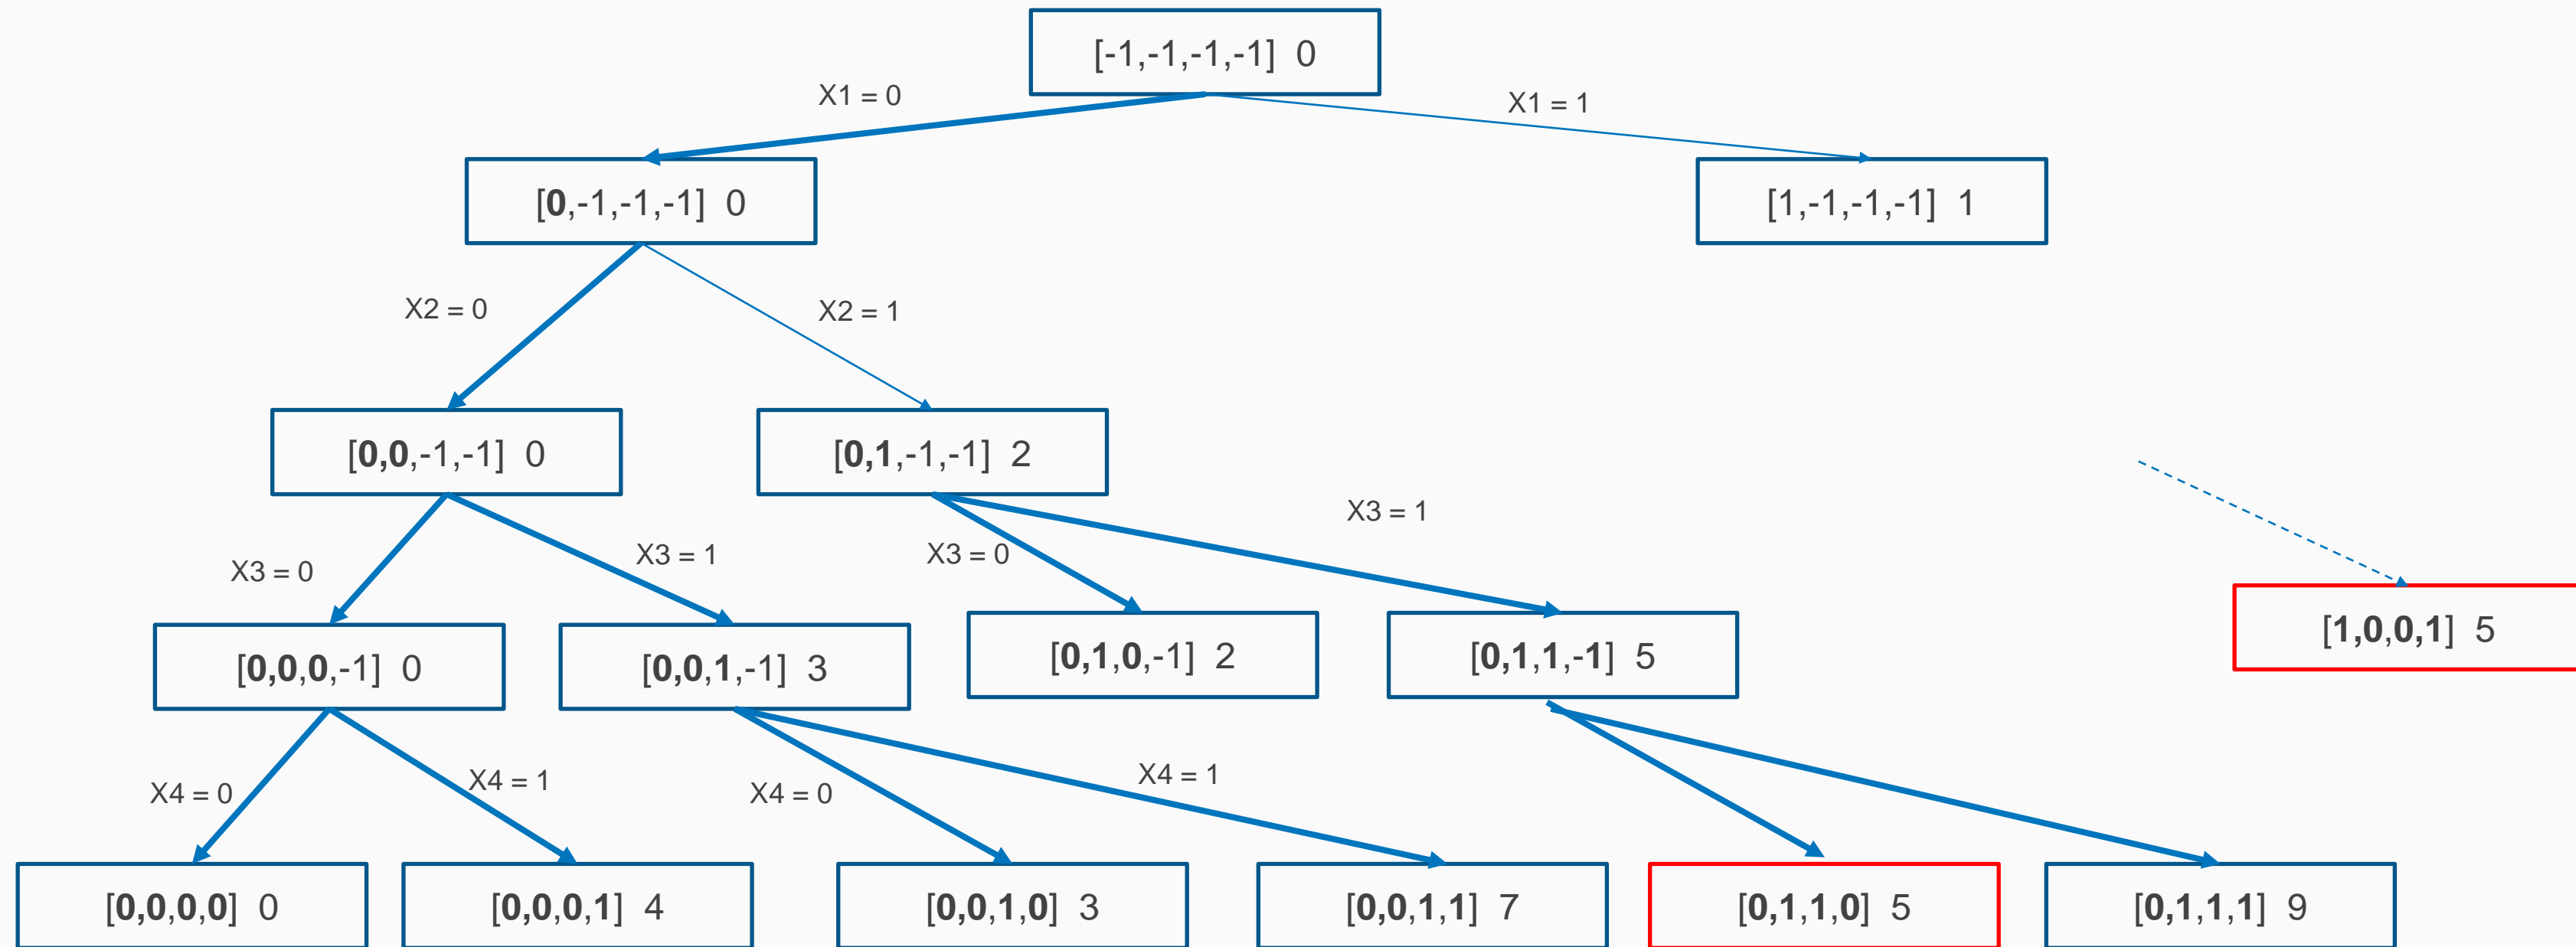 [-1,-1,-1,-1] 0
X1 = 0
X1 = 1
[0,-1,-1,-1] 0
[1,-1,-1,-1] 1
X2 = 0
X2 = 1
[0,0,-1,-1] 0
[0,1,-1,-1] 2
X3 = 0
X3 = 1
X3 = 0
X3 = 1
[0,0,0,-1] 0
[0,0,1,-1] 3
[0,1,0,-1] 2
[0,1,1,-1] 5
[1,0,0,1] 5
X4 = 0
X4 = 1
X4 = 0
X4 = 1
[0,0,0,0] 0
[0,0,0,1] 4
[0,0,1,0] 3
[0,0,1,1] 7
[0,1,1,0] 5
[0,1,1,1] 9